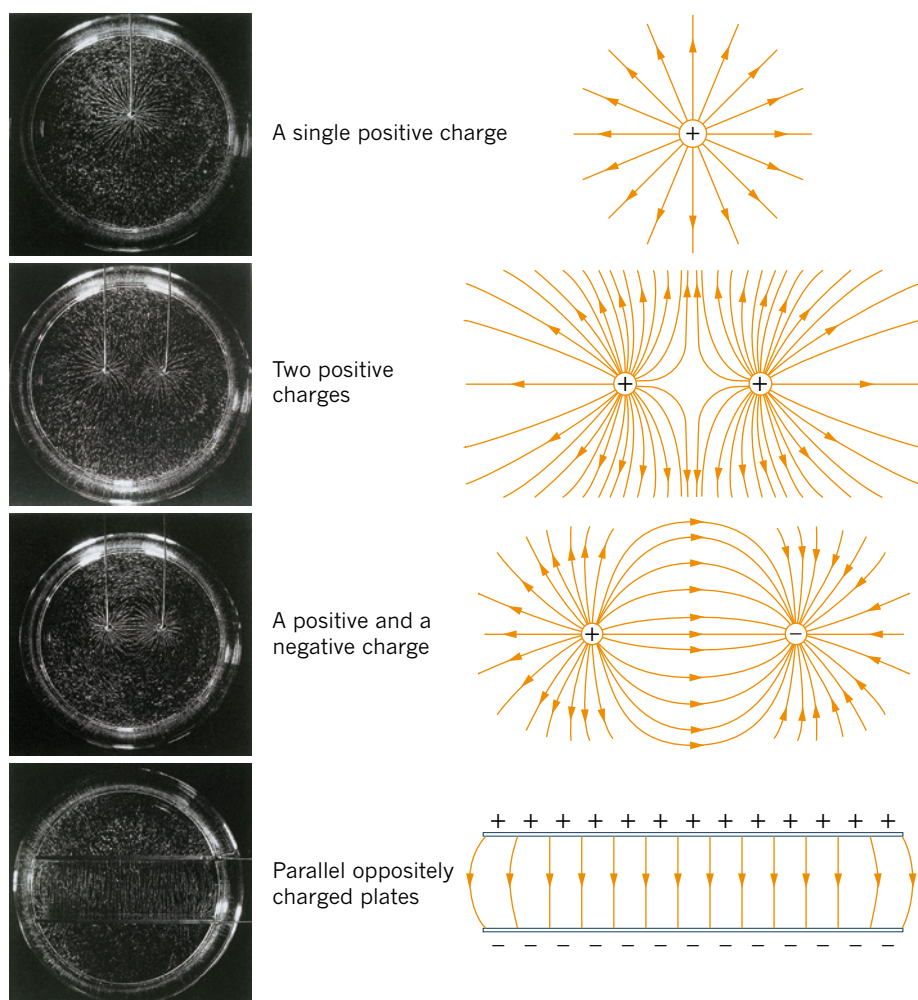 A single positive charge
+
Two positive
charges
+ +
A positive and a
negative charge
+ −
+ + + + + + + + + + + +
Parallel oppositely
charged plates
− − − − − − − − − − − −